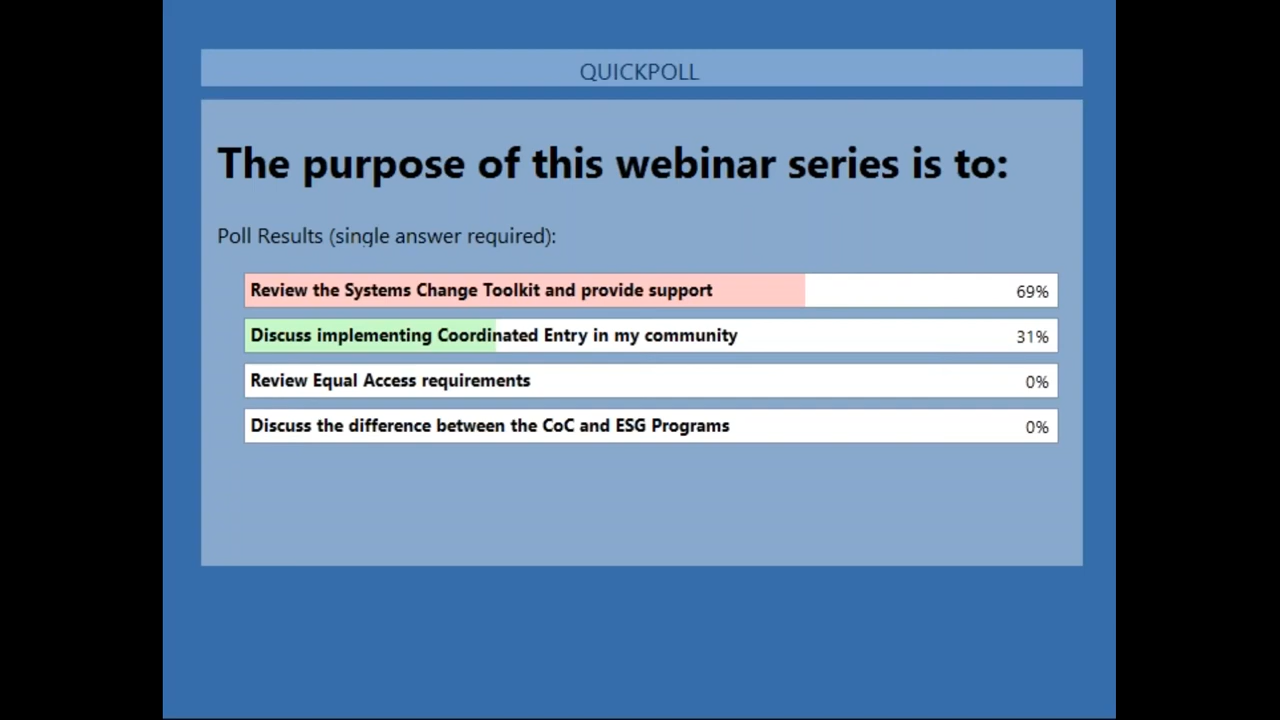 QUICKPOLL
The purpose of this webinar series is to:
Poll Results (single answer required):
Review the Systems Change Toolkit and provide support 69%
Discuss implementing Coordinated Entry in my community 31%
Review Equal Access requirements 0%
Discuss the difference between the CoC and ESG Programs 0%